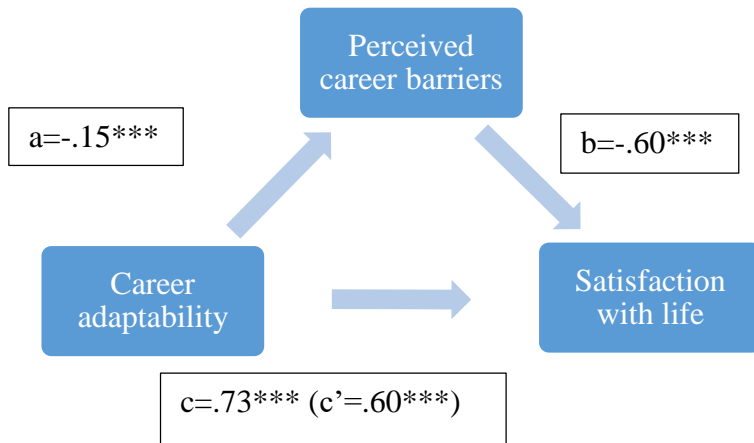 Perceived
career barriers
a=-.15***
b=-.60***
Career
adaptability
Satisfaction
with life
c=.73*** (c’=.60***)